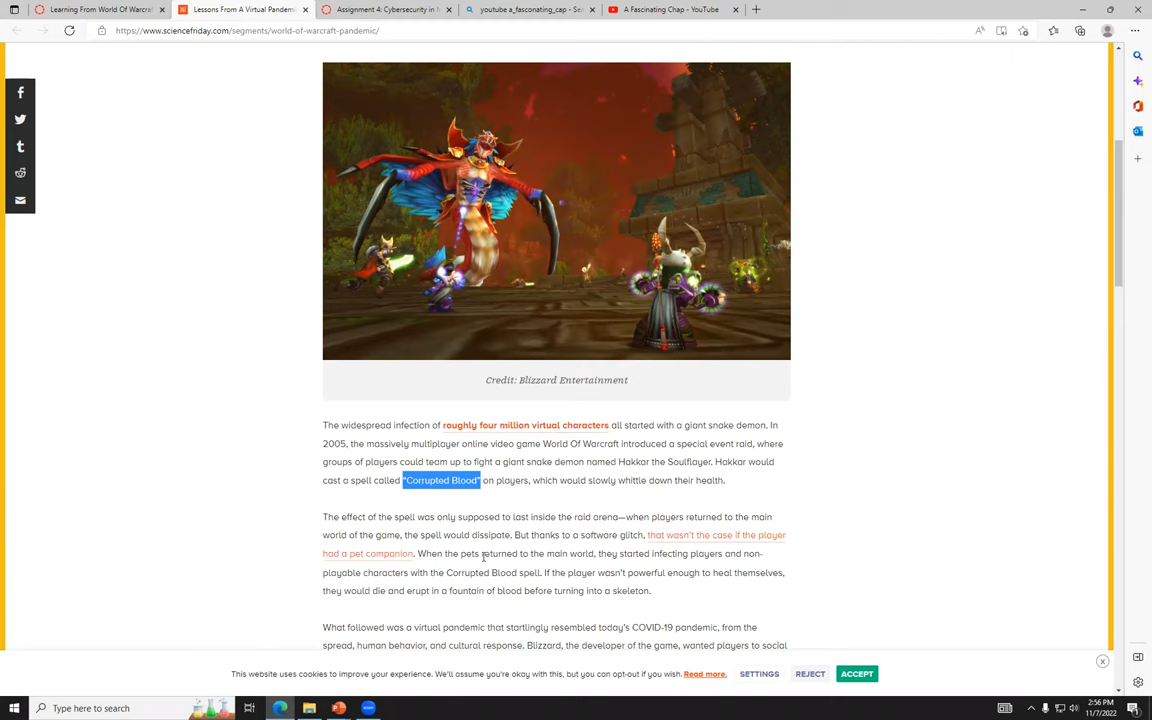 Learning From World Of Warcraf
Lessons From A Virtual Pandemi
Assignment 4: Cybersecurity in
youtube a_fasconating_cap - Se
A Fascinating Chap - YouTube
https://www.sciencefriday.com/segments/world-of-warcraft-pandemic/
Credit: Blizzard Entertainment
The widespread infection of roughly four million virtual characters all started with a giant snake demon. In
2005, the massively multiplayer online video game World Of Warcraft introduced a special event raid, where
groups of players could team up to fight a giant snake demon named Hakkar the Soulflayer. Hakkar would
cast a spell called "Corrupted Blood" on players, which would slowly whittle down their health.
The effect of the spell was only supposed to last inside the raid arena—when players returned to the main
world of the game, the spell would dissipate. But thanks to a software glitch, that wasn't the case if the player
had a pet companion. When the pets returned to the main world, they started infecting players and non-
playable characters with the Corrupted Blood spell. If the player wasn't powerful enough to heal themselves,
they would die and erupt in a fountain of blood before turning into a skeleton.
What followed was a virtual pandemic that startlingly resembled today's COVID-19 pandemic, from the
spread, human behavior, and cultural response. Blizzard, the developer of the game, wanted players to social
This website uses cookies to improve your experience. We'll assume you're okay with this, but you can opt-out if you wish. Read more. SETTINGS REJECT ACCEPT
Type here to search
2:56 PM
11/7/2022